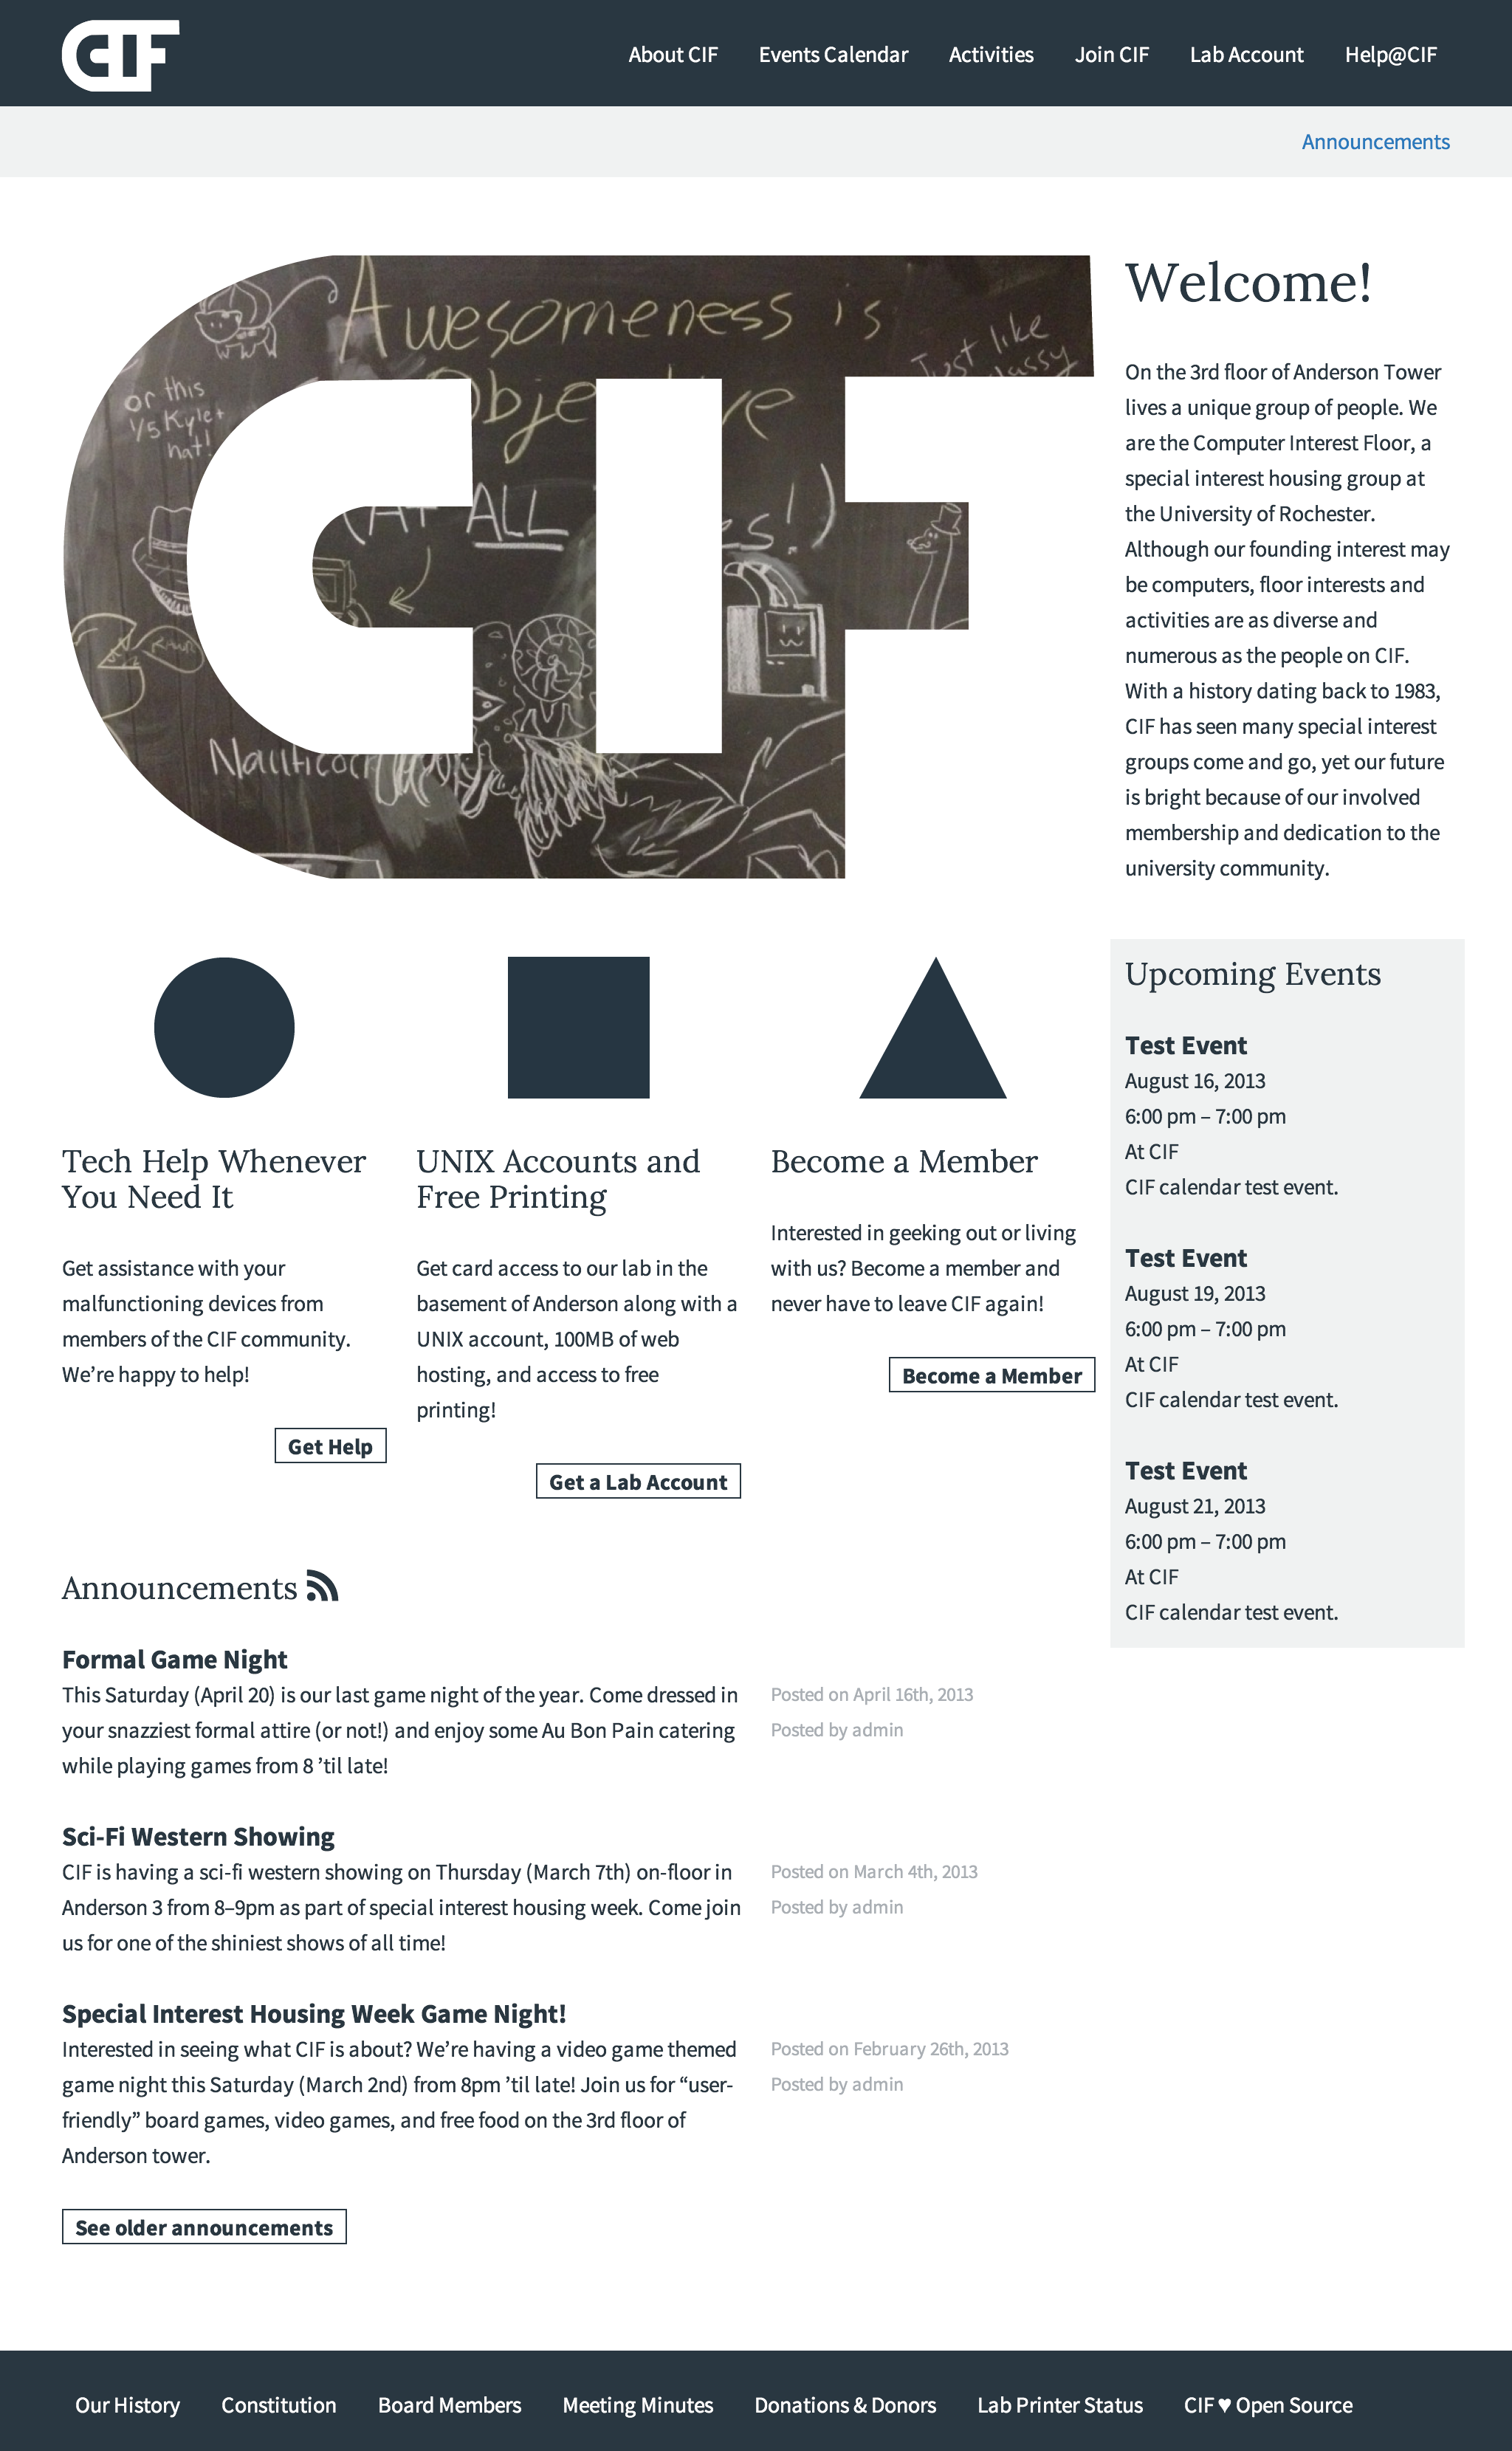 CIF
About CIF Events Calendar Activities Join CIF Lab Account Help@CIF
Announcements
Awesomeness is
Just like
or this
1/5 Kyle+
hat!
ALL
Welcome!
On the 3rd floor of Anderson Tower
lives a unique group of people. We
are the Computer Interest Floor, a
special interest housing group at
the University of Rochester.
Although our founding interest may
be computers, floor interests and
activities are as diverse and
numerous as the people on CIF.
With a history dating back to 1983,
CIF has seen many special interest
groups come and go, yet our future
is bright because of our involved
membership and dedication to the
university community.
Tech Help Whenever
You Need It
Get assistance with your
malfunctioning devices from
members of the CIF community.
We’re happy to help!
Get Help
UNIX Accounts and
Free Printing
Get card access to our lab in the
basement of Anderson along with a
UNIX account, 100MB of web
hosting, and access to free
printing!
Get a Lab Account
Become a Member
Interested in geeking out or living
with us? Become a member and
never have to leave CIF again!
Become a Member
Upcoming Events
Test Event
August 16, 2013
6:00 pm – 7:00 pm
At CIF
CIF calendar test event.
Test Event
August 19, 2013
6:00 pm – 7:00 pm
At CIF
CIF calendar test event.
Test Event
August 21, 2013
6:00 pm – 7:00 pm
At CIF
CIF calendar test event.
Announcements
Formal Game Night
This Saturday (April 20) is our last game night of the year. Come dressed in
your snazziest formal attire (or not!) and enjoy some Au Bon Pain catering
while playing games from 8 ’til late!
Posted on April 16th, 2013
Posted by admin
Sci-Fi Western Showing
CIF is having a sci-fi western showing on Thursday (March 7th) on-floor in
Anderson 3 from 8–9pm as part of special interest housing week. Come join
us for one of the shiniest shows of all time!
Posted on March 4th, 2013
Posted by admin
Special Interest Housing Week Game Night!
Interested in seeing what CIF is about? We’re having a video game themed
game night this Saturday (March 2nd) from 8pm ’til late! Join us for “user-
friendly” board games, video games, and free food on the 3rd floor of
Anderson tower.
Posted on February 26th, 2013
Posted by admin
See older announcements
Our History Constitution Board Members Meeting Minutes Donations & Donors Lab Printer Status CIF ♥ Open Source